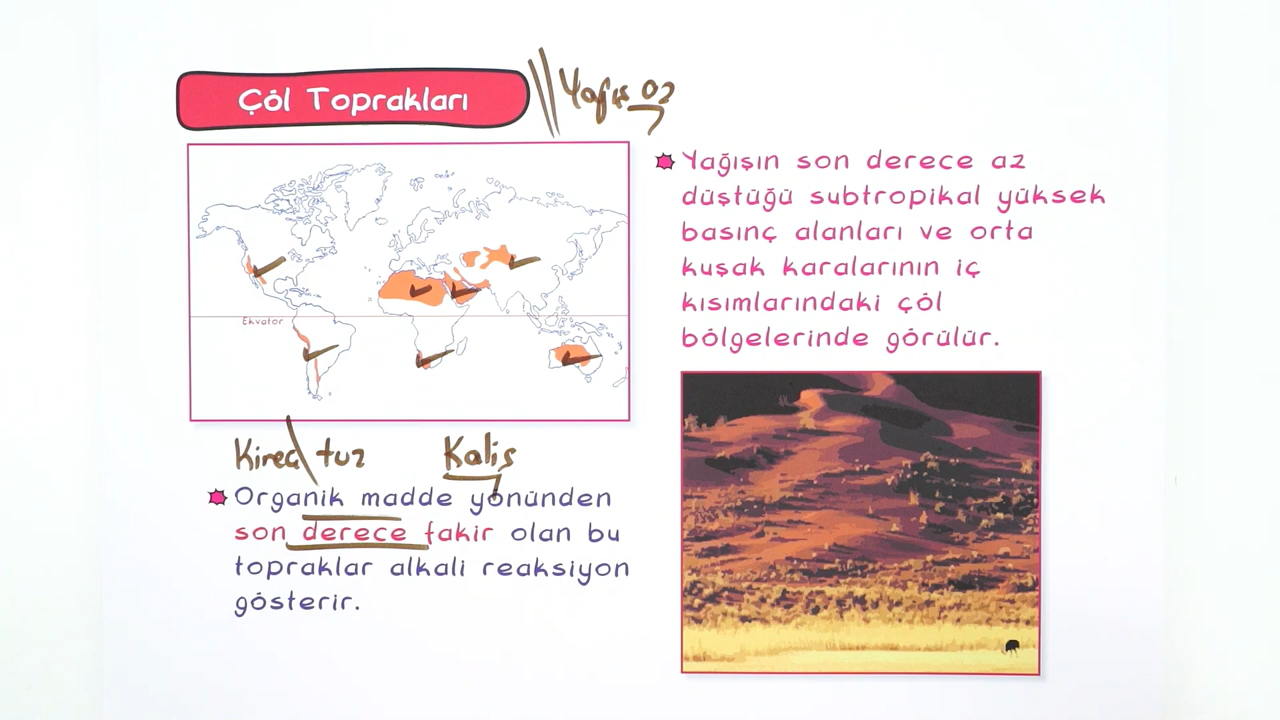 Çöl Toprakları
Yağış az
Ekvator
Yağışın son derece az
düştüğü subtropikal yüksek
basınç alanları ve orta
kuşak karalarının iç
kısımlarındaki çöl
bölgelerinde görülür.
Kireç tuz
Kaliş
Organik madde yönünden
son derece fakir olan bu
topraklar alkali reaksiyon
gösterir.